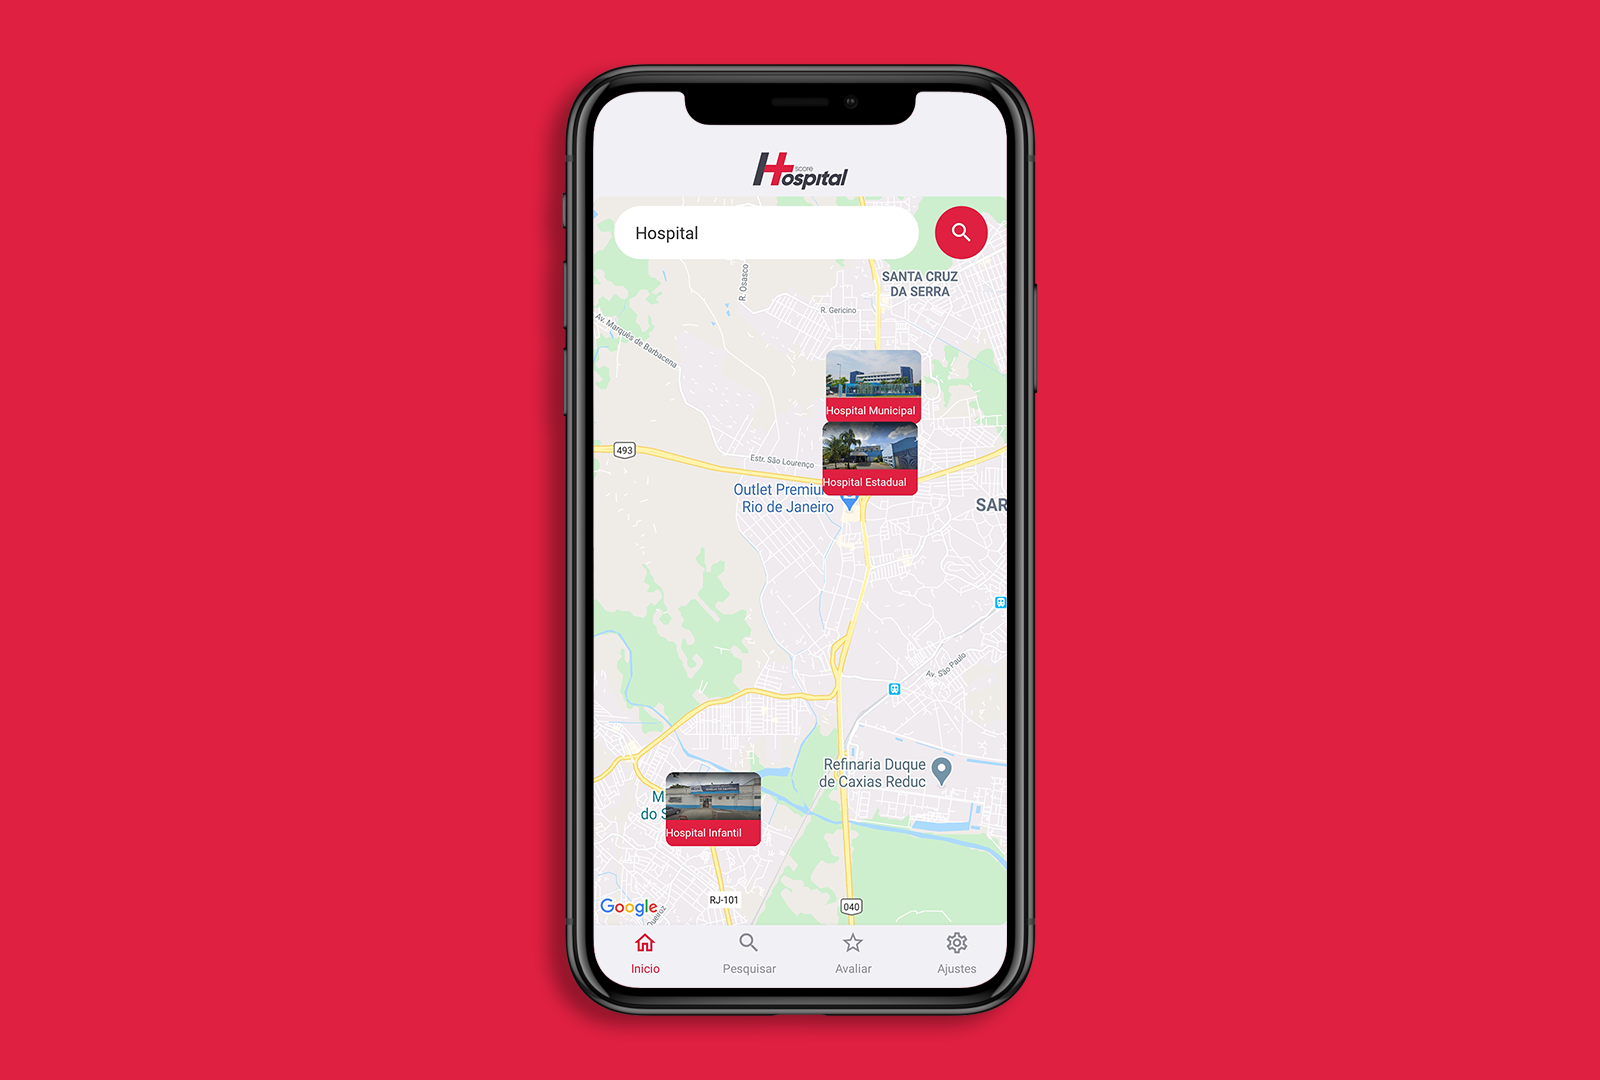 score
Hospital
Hospital
SANTA CRUZ
DA SERRA
R. Osasco
R. Gericino
Av. Marquês de Barbacena
Hospital Municipal
493
Estr. São Lourenço
Hospital Estadual
Outlet Premiu
Rio de Janeiro
SAR
Av. São Paulo
Refinaria Duque
de Caxias Reduc
M
do S
Hospital Infantil
RJ-101
040
Google
Queiroz
Inicio
Pesquisar
Avaliar
Ajustes